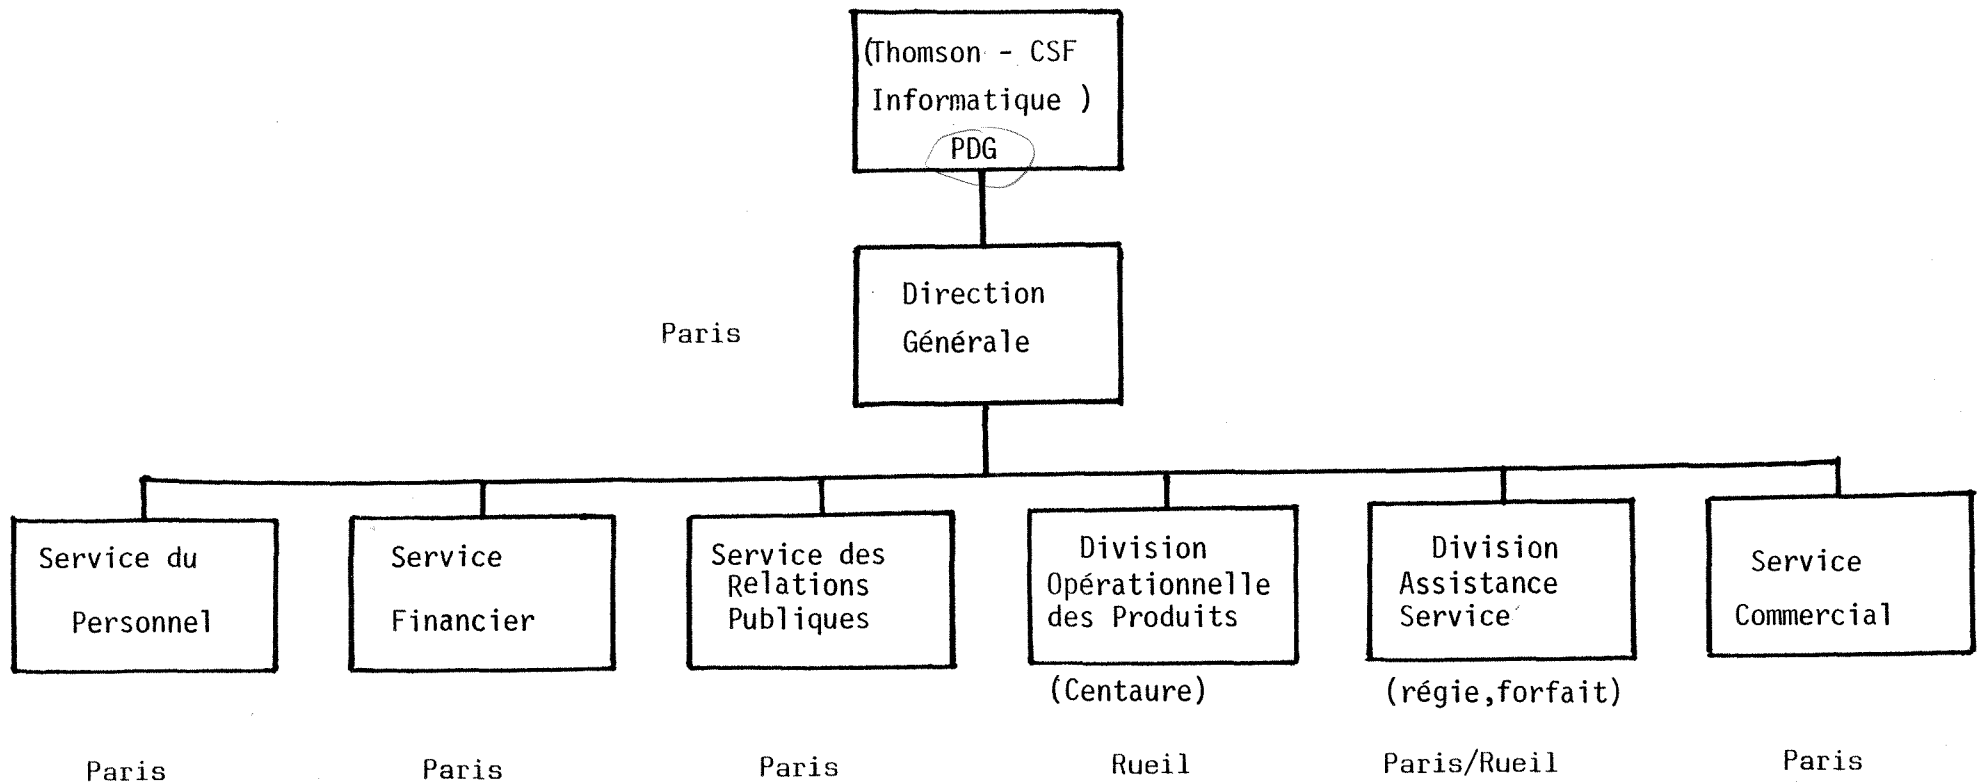 (Thomson - CSF
Informatique )
PDG
Direction
Générale
Paris
Service du
Personnel
Service
Financier
Service des
Relations
Publiques
Division
Opérationnelle
des Produits
(Centaure)
Division
Assistance
Service
(régie,forfait)
Service
Commercial
Paris
Paris
Paris
Rueil
Paris/Rueil
Paris